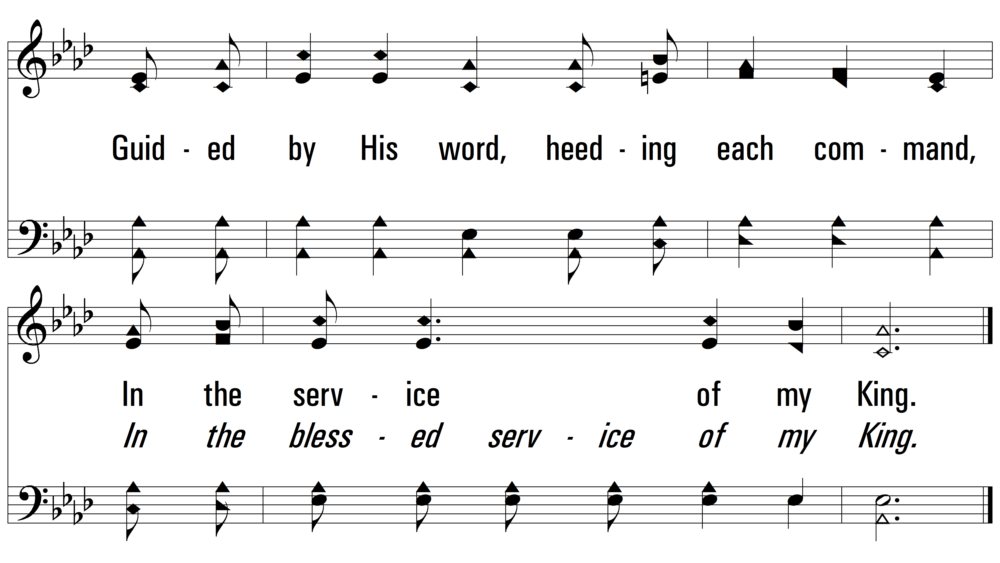 Guid - ed by His word, heed - ing each com - mand,
In the serv - ice of my King.
In the bless - ed serv - ice of my King.